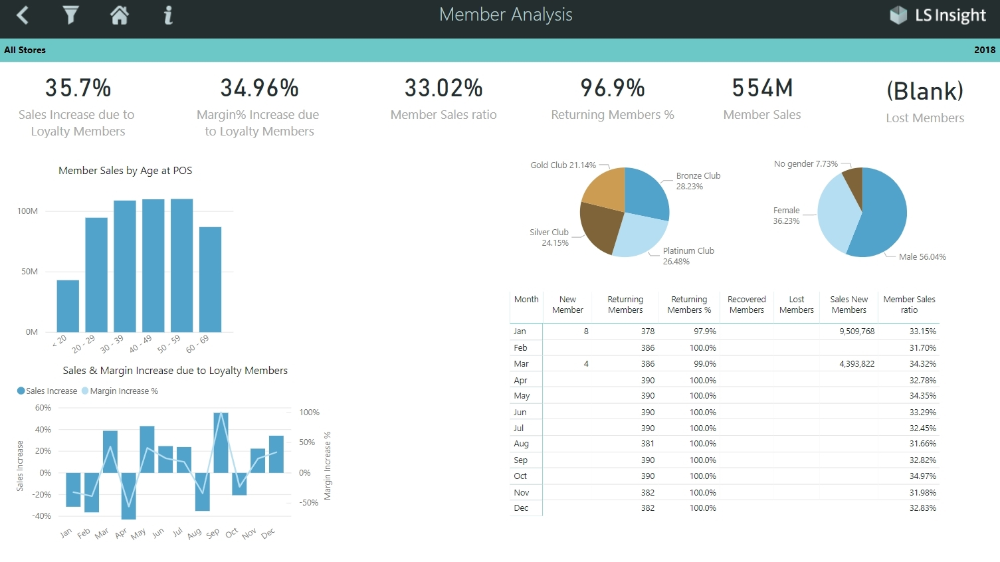 Member Analysis
LS Insight
All Stores
2018
35.7%
Sales Increase due to
Loyalty Members
34.96%
Margin% Increase due
to Loyalty Members
33.02%
Member Sales ratio
96.9%
Returning Members %
554M
Member Sales
(Blank)
Lost Members
Member Sales by Age at POS
100M
50M
0M
< 20
20 - 29
30 - 39
40 - 49
50 - 59
60 - 69
Gold Club 21.14%
Bronze Club
28.23%
Silver Club
24.15%
Platinum Club
26.48%
No gender 7.73%
Female
36.23%
Male 56.04%
Sales & Margin Increase due to Loyalty Members
Sales Increase Margin Increase %
Sales Increase
60%
40%
20%
0%
-20%
-40%
100%
50%
0%
-50%
Margin Increase %
Jan Feb Mar Apr May Jun Jul Aug Sep Oct Nov Dec
Month New Member Returning Members Returning Members % Recovered Members Lost Members Sales New Members Member Sales ratio
Jan 8 378 97.9% 9,509,768 33.15%
Feb 386 100.0% 31.70%
Mar 4 386 99.0% 4,393,822 34.32%
Apr 390 100.0% 32.78%
May 390 100.0% 34.35%
Jun 390 100.0% 33.29%
Jul 390 100.0% 32.45%
Aug 381 100.0% 31.66%
Sep 390 100.0% 32.82%
Oct 390 100.0% 34.97%
Nov 382 100.0% 31.98%
Dec 382 100.0% 32.83%